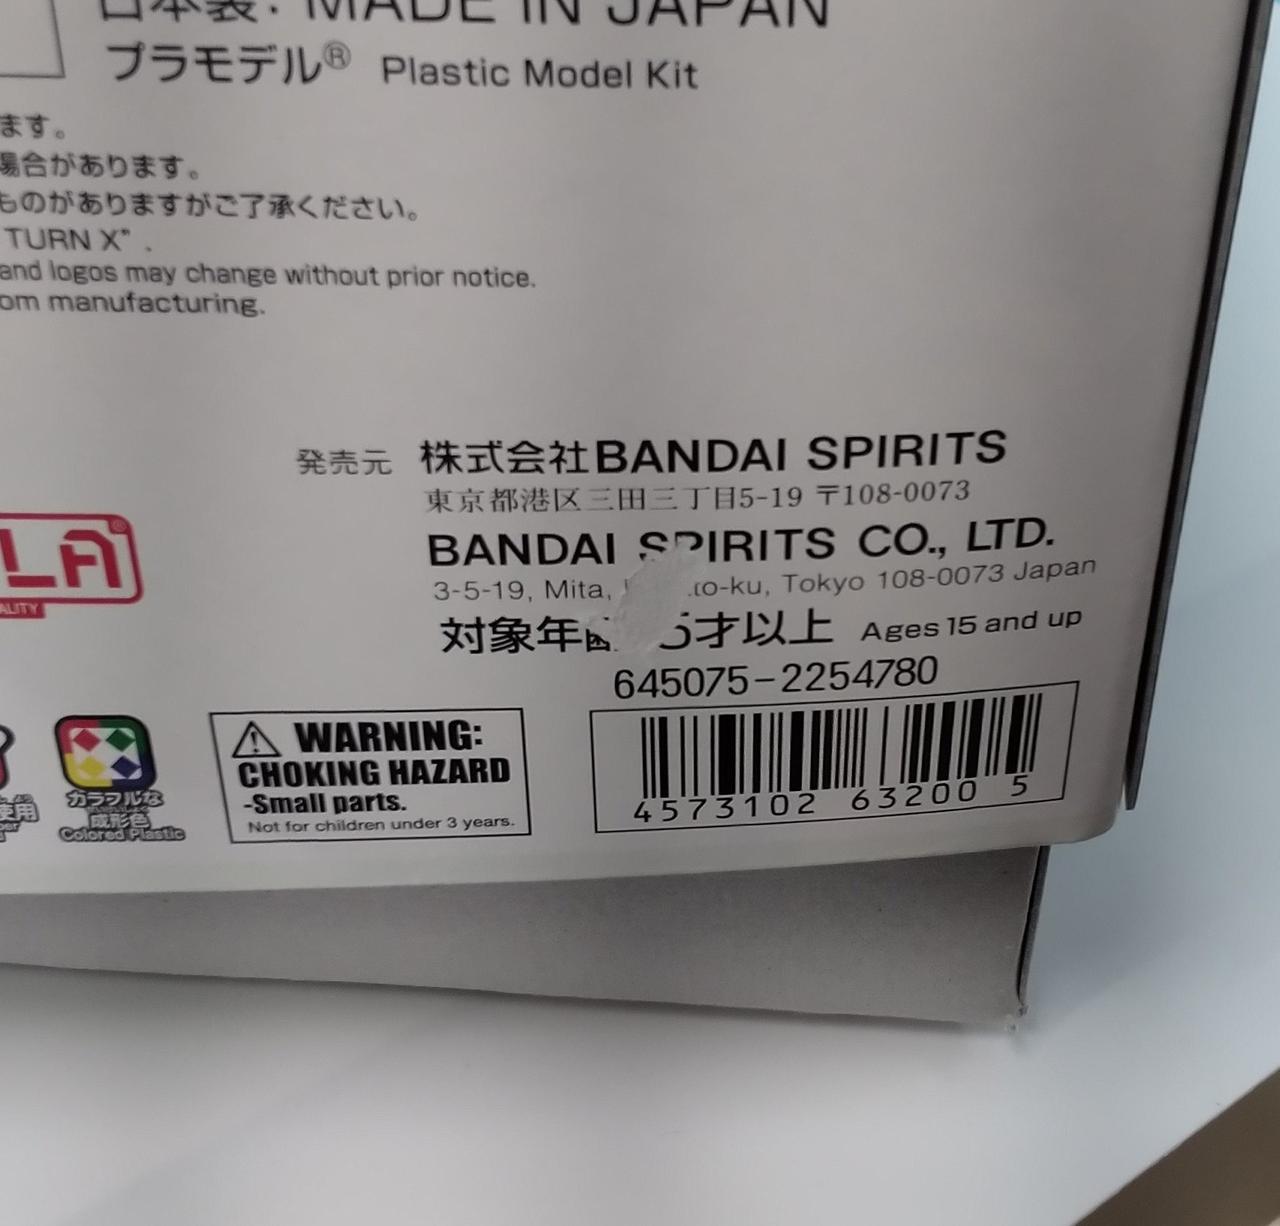 日本製: MADE IN JAPAN
プラモデル® Plastic Model Kit
ます。
場合があります。
ものがありますがご了承ください。
TURN X”.
and logos may change without prior notice.
om manufacturing.
発売元 株式会社BANDAI SPIRITS
東京都港区三田三丁目5-19 〒108-0073
BANDAI SPIRITS CO., LTD.
3-5-19, Mita, to-ku, Tokyo 108-0073 Japan
対象年齢 5才以上 Ages 15 and up
645075-2254780
LA®
ALITY
使用
カラフルな
成形色
Colored Plastic
WARNING:
CHOKING HAZARD
-Small parts.
Not for children under 3 years.
4573102 63200 5